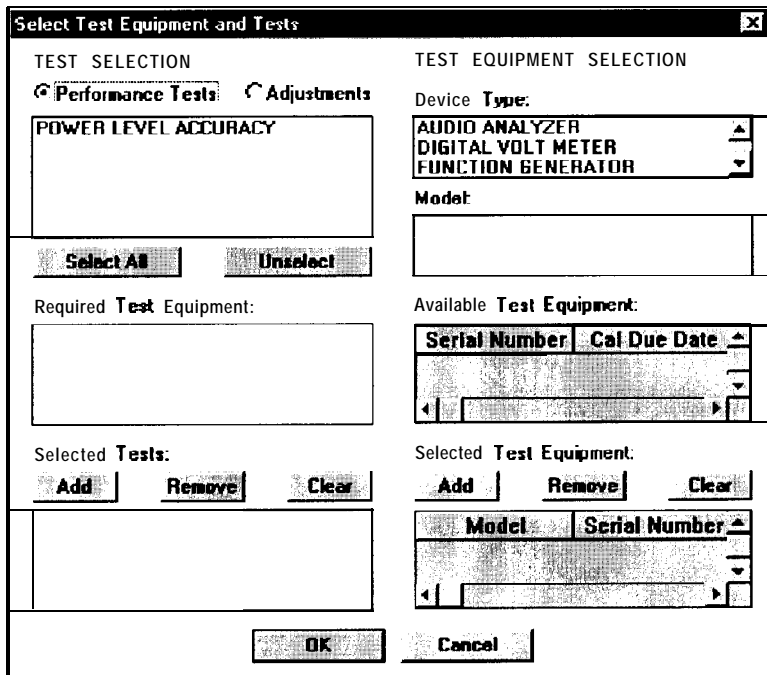 Select Test Equipment and Tests
TEST SELECTION
Performance Tests Adjustments
POWER LEVEL ACCURACY
Select All Unselect
Required Test Equipment:
Selected Tests:
Add Remove Clear
TEST EQUIPMENT SELECTION
Device Type:
AUDIO ANALYZER
DIGITAL VOLT METER
FUNCTION GENERATOR
Model:
Available Test Equipment:
Serial Number Cal Due Date
Selected Test Equipment:
Add Remove Clear
Model Serial Number
OK Cancel